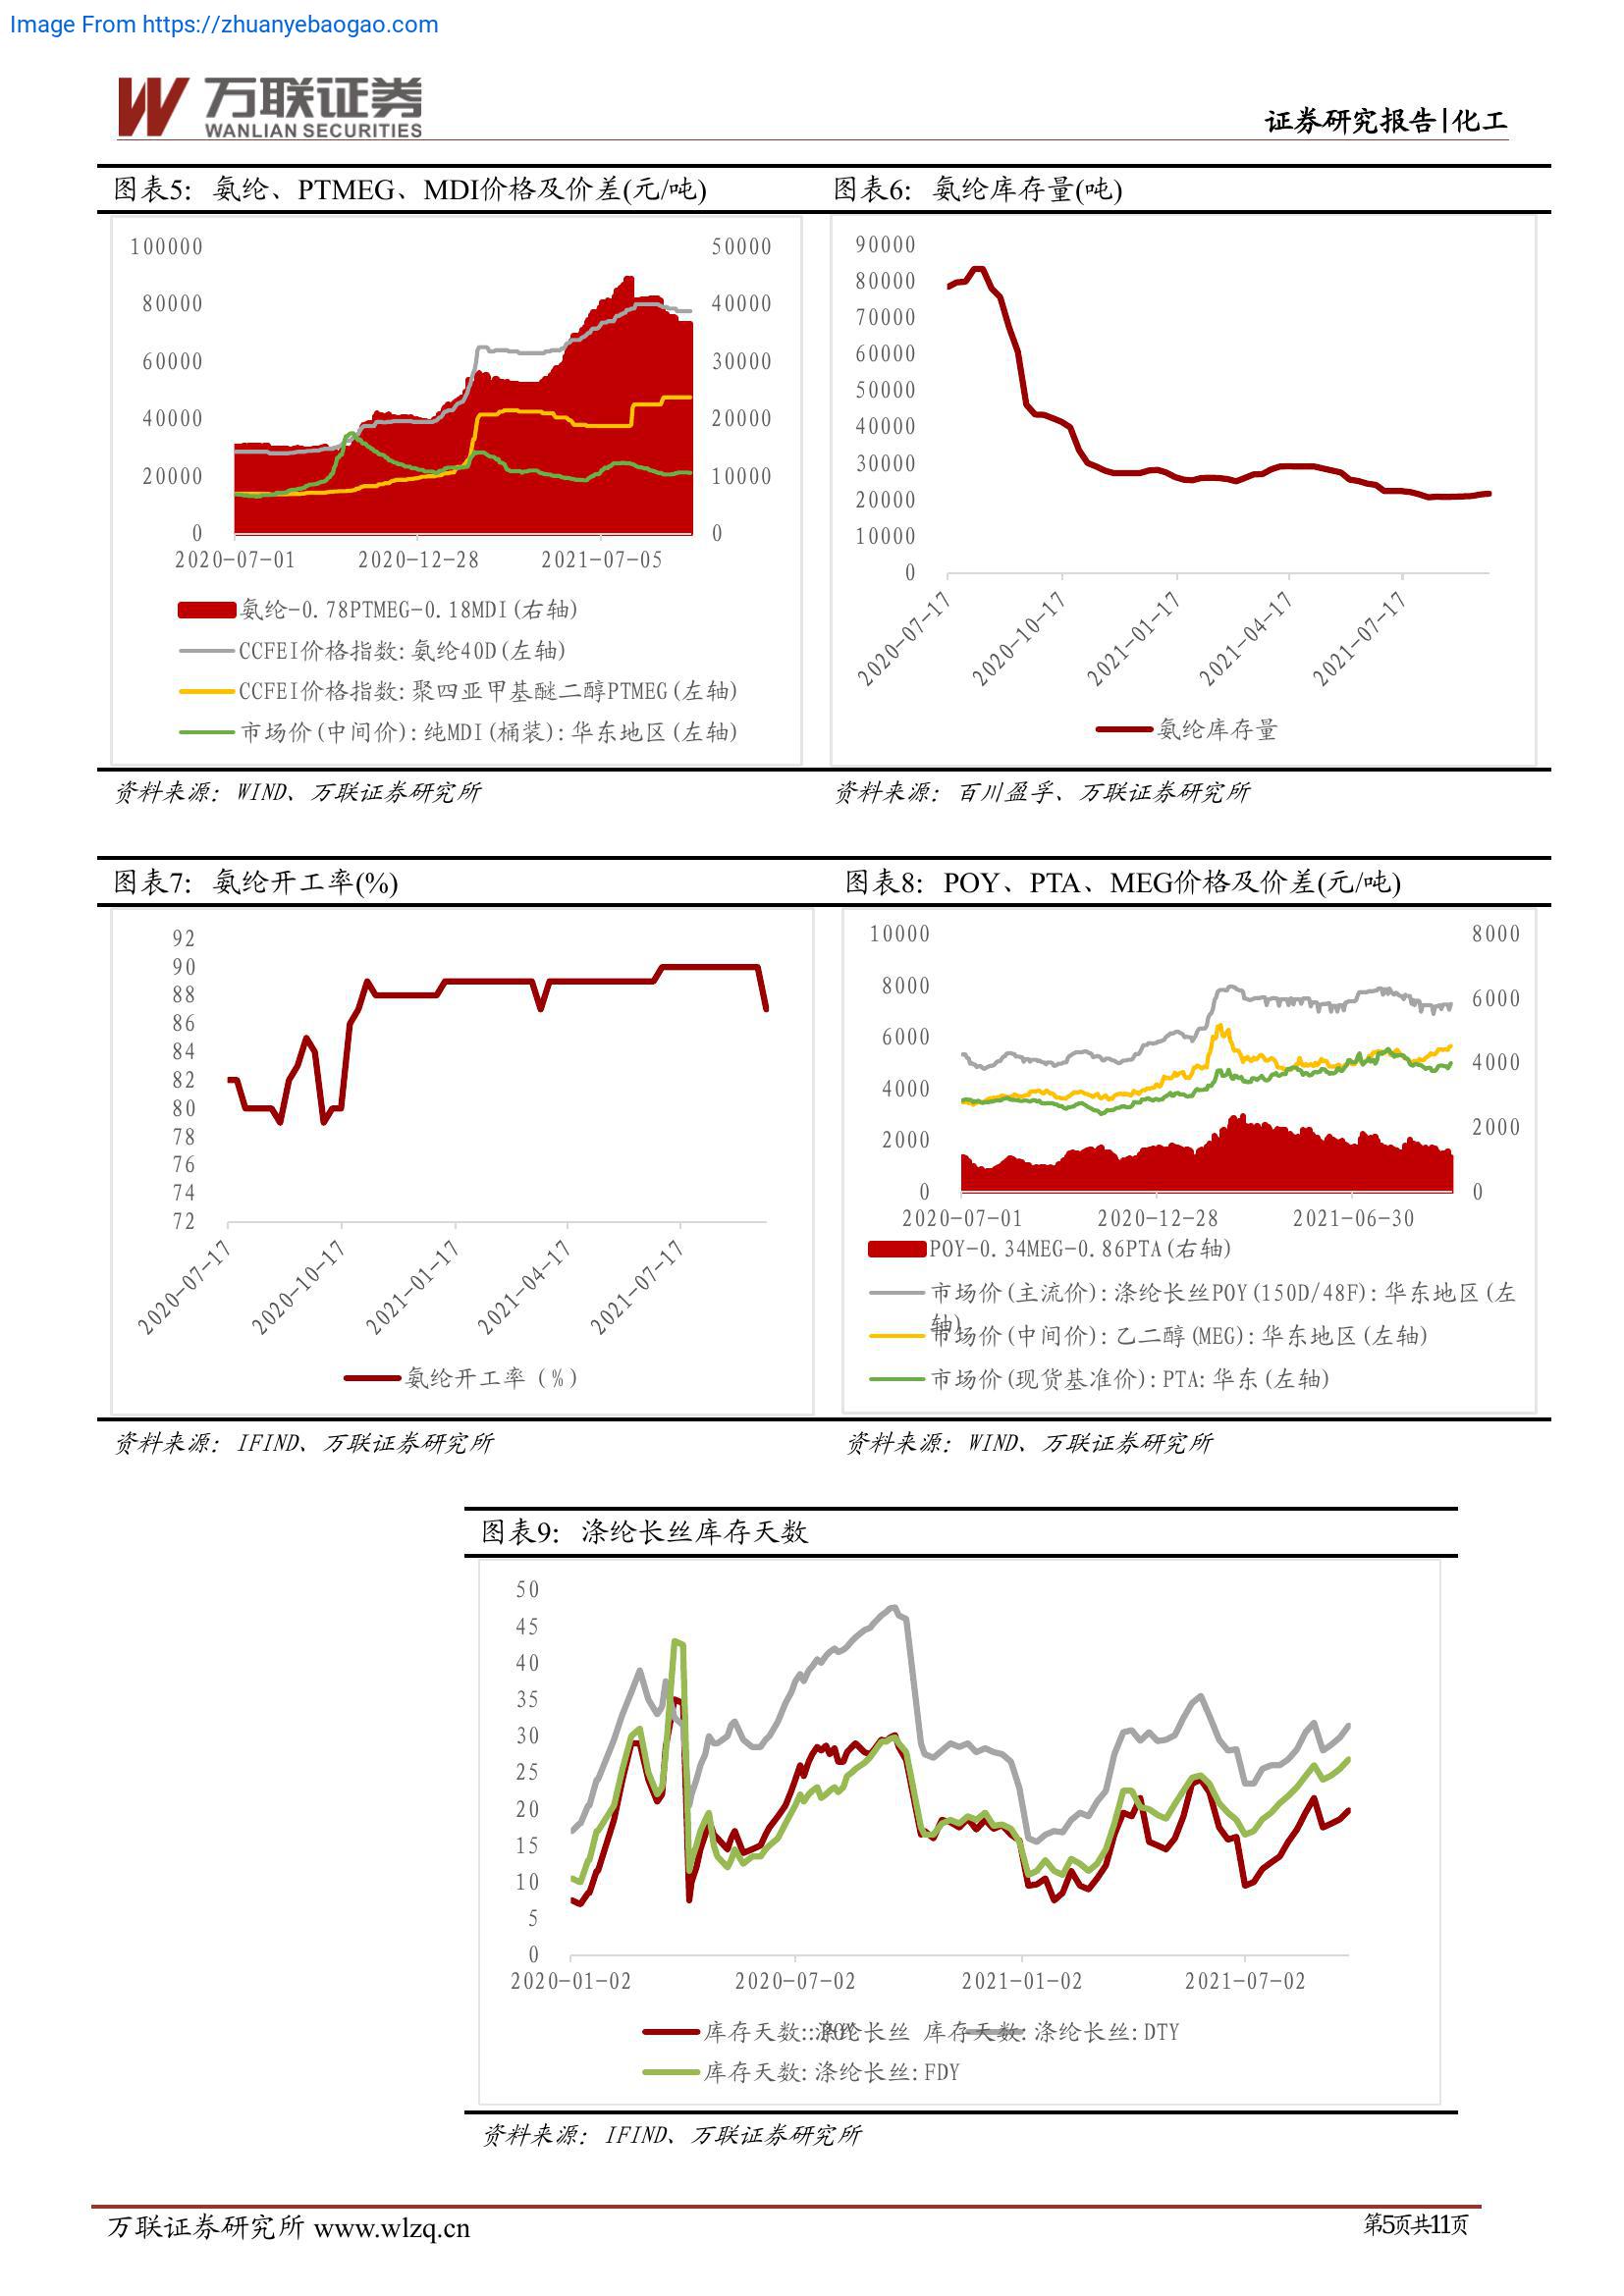 Image From https://zhuanyebaogao.com
万联证券
WANLIAN SECURITIES
证券研究报告|化工
图表5: 氨纶、PTMEG、MDI价格及价差(元/吨)
100000
80000
60000
40000
20000
0
50000
40000
30000
20000
10000
0
2020-07-01 2020-12-28 2021-07-05
氨纶-0.78PTMEG-0.18MDI(右轴)
CCFEI价格指数:氨纶40D(左轴)
CCFEI价格指数:聚四亚甲基醚二醇PTMEG(左轴)
市场价(中间价):纯MDI(桶装):华东地区(左轴)
资料来源: WIND、万联证券研究所
图表6: 氨纶库存量(吨)
90000
80000
70000
60000
50000
40000
30000
20000
10000
0
2020-07-17 2020-10-17 2021-01-17 2021-04-17 2021-07-17
氨纶库存量
资料来源: 百川盈孚、万联证券研究所
图表7: 氨纶开工率(%)
92
90
88
86
84
82
80
78
76
74
72
2020-07-17 2020-10-17 2021-01-17 2021-04-17 2021-07-17
氨纶开工率 (%)
资料来源: IFIND、万联证券研究所
图表8: POY、PTA、MEG价格及价差(元/吨)
10000
8000
6000
4000
2000
0
8000
6000
4000
2000
0
2020-07-01 2020-12-28 2021-06-30
POY-0.34MEG-0.86PTA(右轴)
市场价(主流价):涤纶长丝POY(150D/48F):华东地区(左
轴)
市场价(中间价):乙二醇(MEG):华东地区(左轴)
市场价(现货基准价):PTA:华东(左轴)
资料来源: WIND、万联证券研究所
图表9: 涤纶长丝库存天数
50
45
40
35
30
25
20
15
10
5
0
2020-01-02 2020-07-02 2021-01-02 2021-07-02
库存天数:涤纶长丝:POY 库存天数:涤纶长丝:DTY
库存天数:涤纶长丝:FDY
资料来源: IFIND、万联证券研究所
万联证券研究所 www.wlzq.cn
第5页共11页